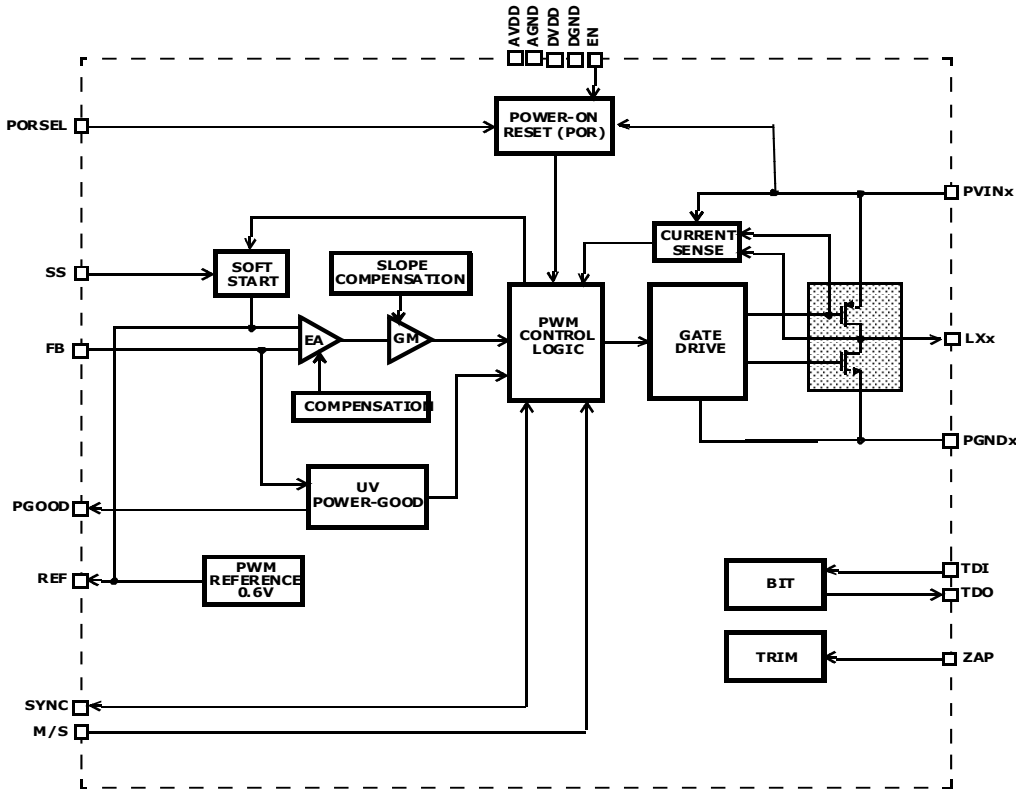 AVDD
AGND
DVDD
DGND
EN
PORSEL
POWER-ON
RESET (POR)
PVINx
CURRENT
SENSE
SS
SOFT
START
SLOPE
COMPENSATION
FB
EA
GM
PWM
CONTROL
LOGIC
GATE
DRIVE
LXx
COMPENSATION
PGNDx
UV
POWER-GOOD
PGOOD
REF
PWM
REFERENCE
0.6V
BIT
TDI
TDO
TRIM
ZAP
SYNC
M/S